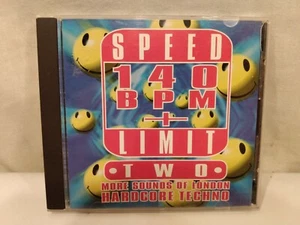 SPEED
140
BPM
+
LIMIT
·TWO·
MORE SOUNDS OF LONDON
HARDCORE TECHNO